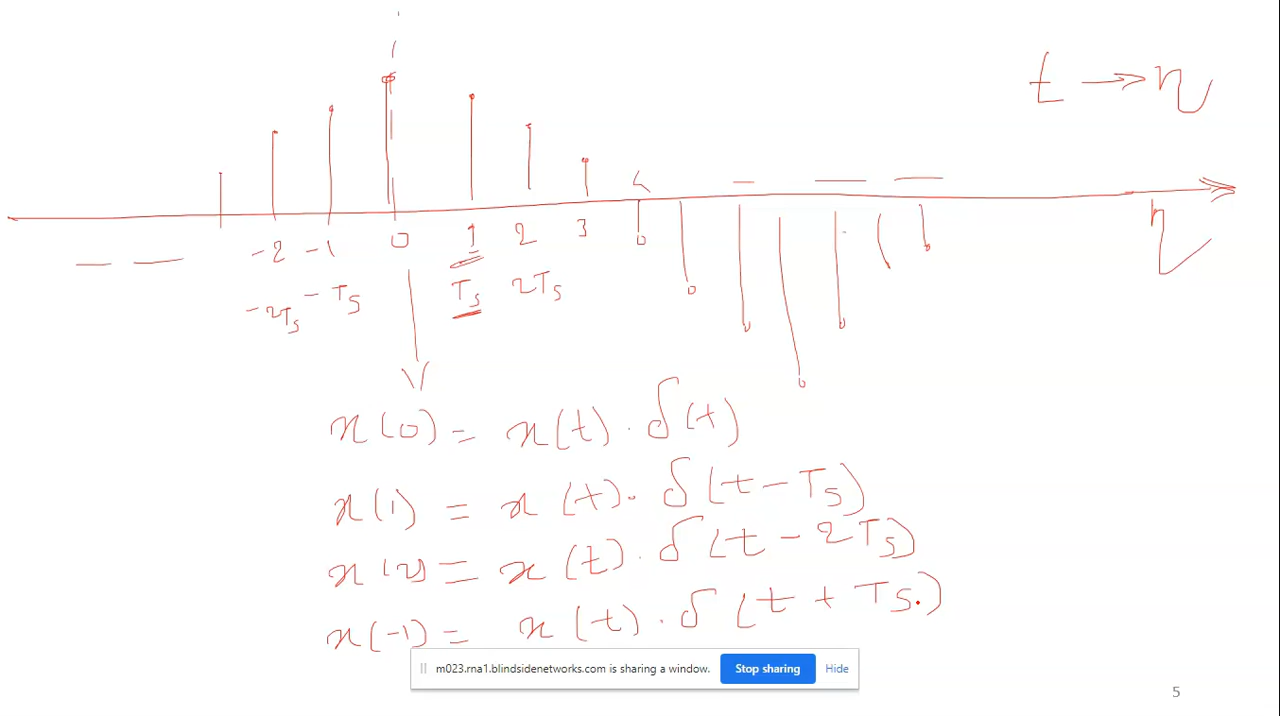 t → n
4
-2 -1 0 1 2 3
n
-2Ts -Ts Ts 2Ts
x(0) = x(t) · δ(t)
x(1) = x(t) · δ(t - Ts)
x(2) = x(t) · δ(t - 2Ts)
x(-1) = x(t) · δ(t + Ts)
m023.rna1.blindsidenetworks.com is sharing a window. Stop sharing Hide
5